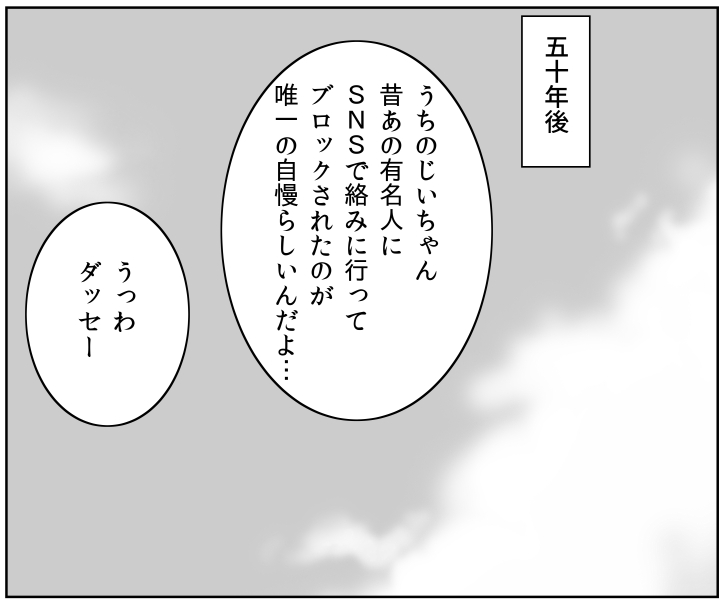 五十年後
うちのじいちゃん
昔あの有名人に
SNSで絡みに行って
ブロックされたのが
唯一の自慢らしいんだよ…
うっわ
ダッセー